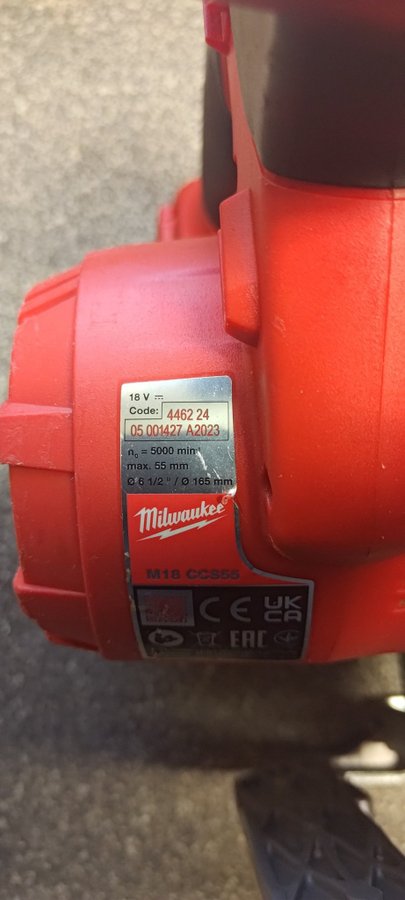 18 V ⎓
Code: 4462 24
05 001427 A2023
n₀ = 5000 min⁻¹
max. 55 mm
Ø 6 1/2 " / Ø 165 mm
Milwaukee
M18 CCS55
CE UK
CA
EAC